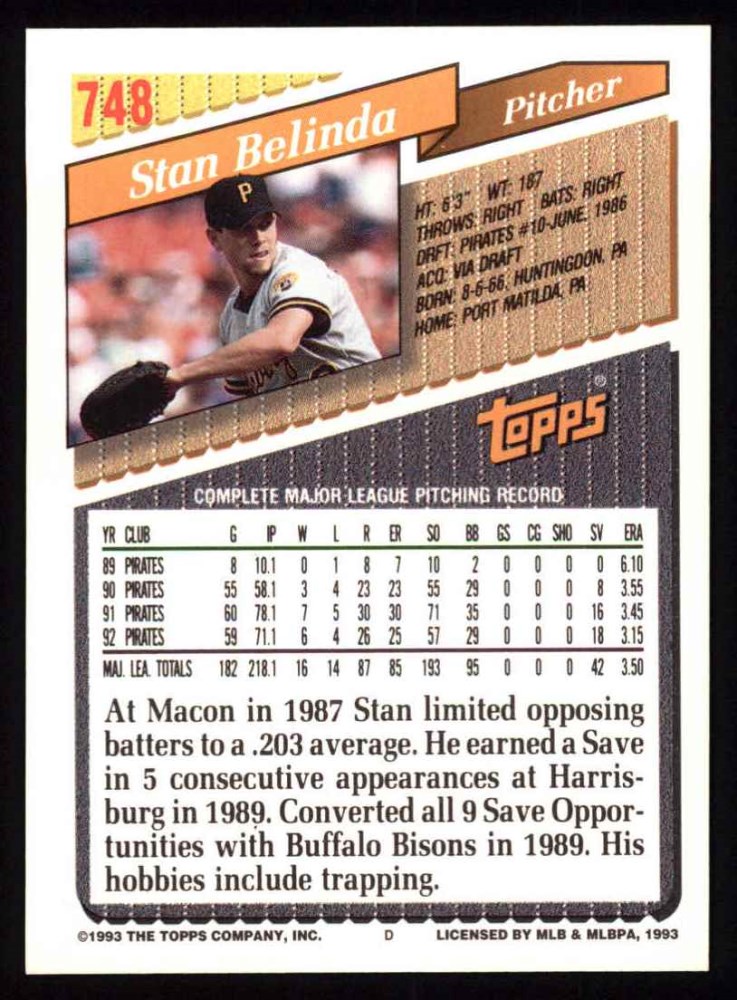 748
Stan Belinda
Pitcher
P
HT: 6'3" WT: 187
THROWS: RIGHT BATS: RIGHT
DRFT: PIRATES #10-JUNE, 1986
ACQ: VIA DRAFT
BORN: 8-6-66, HUNTINGDON, PA
HOME: PORT MATILDA, PA
TOPPS®
COMPLETE MAJOR LEAGUE PITCHING RECORD
YR CLUB G IP W L R ER SO BB GS CG SHO SV ERA
89 PIRATES 8 10.1 0 1 8 7 10 2 0 0 0 0 6.10
90 PIRATES 55 58.1 3 4 23 23 55 29 0 0 0 8 3.55
91 PIRATES 60 78.1 7 5 30 30 71 35 0 0 0 16 3.45
92 PIRATES 59 71.1 6 4 26 25 57 29 0 0 0 18 3.15
MAJ. LEA. TOTALS 182 218.1 16 14 87 85 193 95 0 0 0 42 3.50
At Macon in 1987 Stan limited opposing
batters to a .203 average. He earned a Save
in 5 consecutive appearances at Harris-
burg in 1989. Converted all 9 Save Oppor-
tunities with Buffalo Bisons in 1989. His
hobbies include trapping.
©1993 THE TOPPS COMPANY, INC. D LICENSED BY MLB & MLBPA, 1993